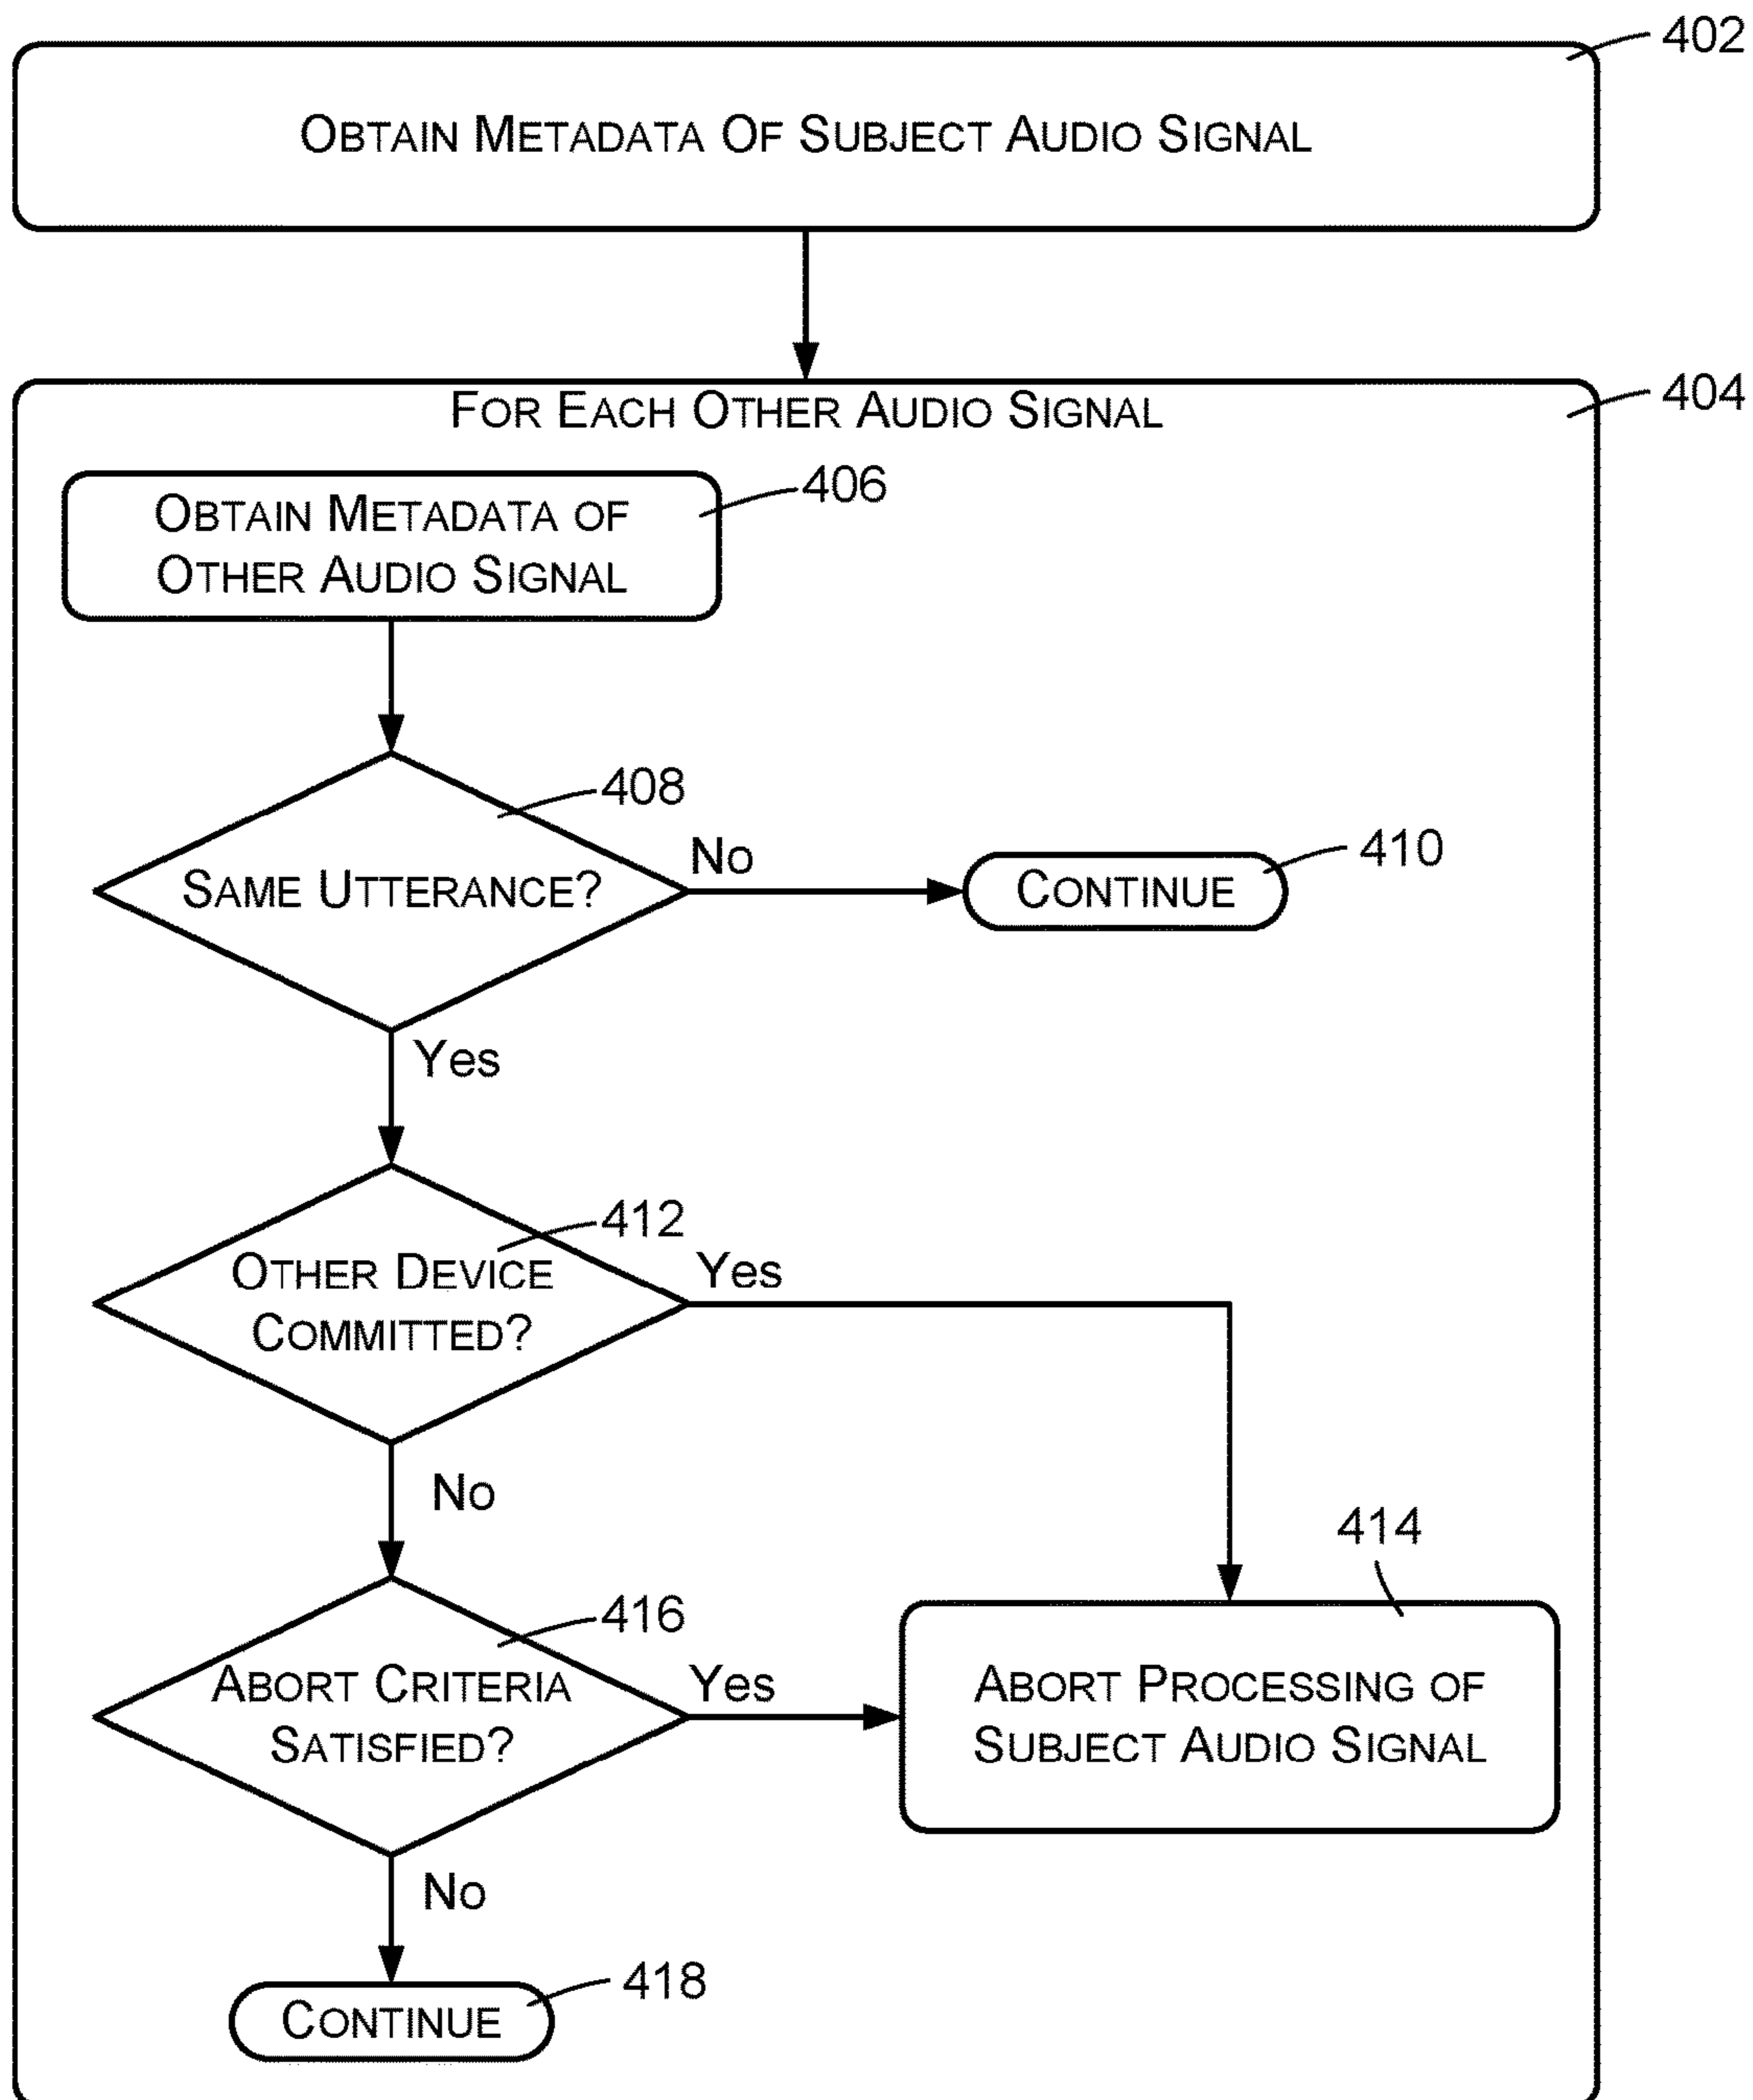 402
OBTAIN METADATA OF SUBJECT AUDIO SIGNAL
404
FOR EACH OTHER AUDIO SIGNAL
406
OBTAIN METADATA OF
OTHER AUDIO SIGNAL
408
SAME UTTERANCE?
No
410
CONTINUE
Yes
412
OTHER DEVICE
COMMITTED?
Yes
No
414
416
ABORT CRITERIA
SATISFIED?
Yes
ABORT PROCESSING OF
SUBJECT AUDIO SIGNAL
No
418
CONTINUE